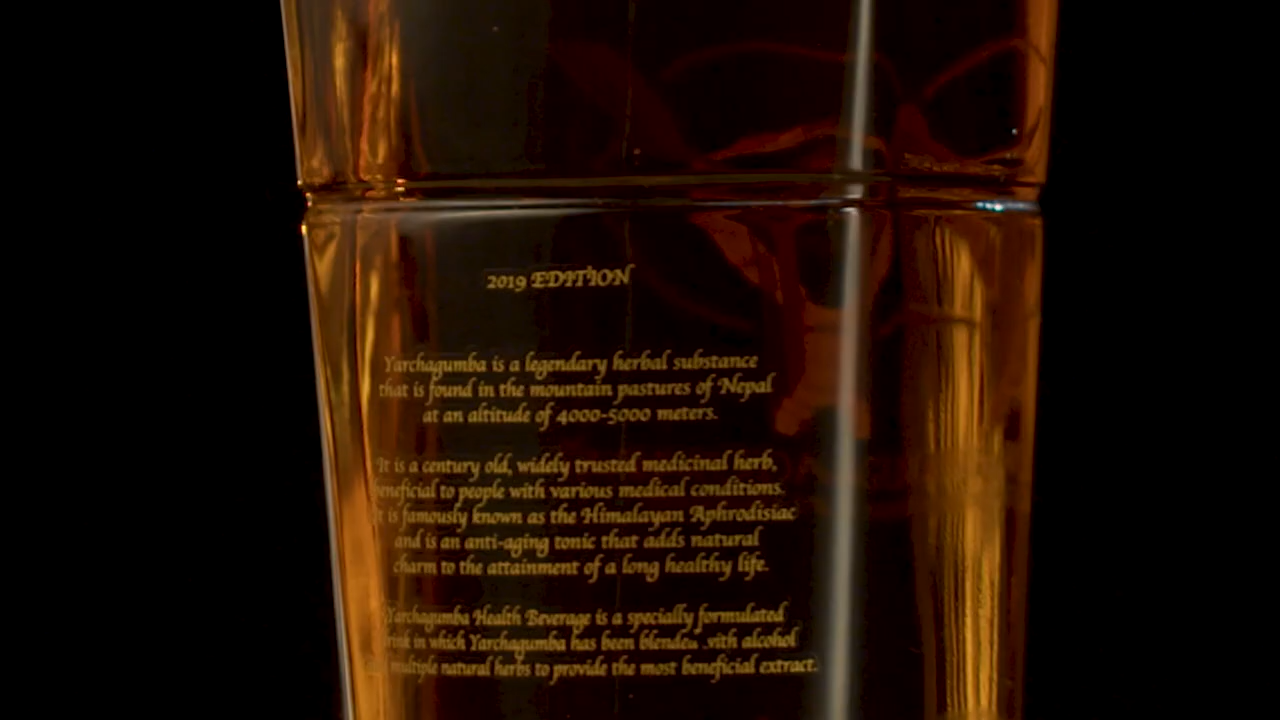 2019 EDITION
Yarchagumba is a legendary herbal substance
that is found in the mountain pastures of Nepal
at an altitude of 4000-5000 meters.
It is a century old, widely trusted medicinal herb,
beneficial to people with various medical conditions.
It is famously known as the Himalayan Aphrodisiac
and is an anti-aging tonic that adds natural
charm to the attainment of a long healthy life.
Yarchagumba Health Beverage is a specially formulated
drink in which Yarchagumba has been blended with alcohol
multiple natural herbs to provide the most beneficial extract.